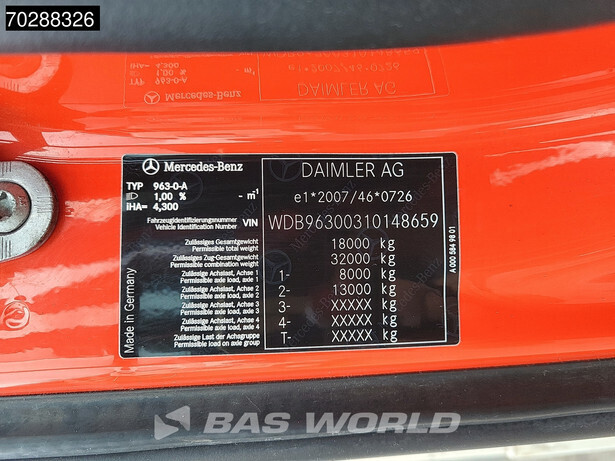 70288326
Mercedes-Benz
TYP 963-0-A
1,00 % - m-1
iHA= 4,300
DAIMLER AG
e1*2007/46*0726
Fahrzeugidentifizierungsnummer
Vehicle Identification Number VIN WDB96300310148659
Zulässiges Gesamtgewicht
Permissible total weight 18000 kg
Zulässiges Zug-Gesamtgewicht
Permissible combination weight 32000 kg
Zulässige Achslast, Achse 1
Permissible axle load, axle 1 1- 8000 kg
Zulässige Achslast, Achse 2
Permissible axle load, axle 2 2- 13000 kg
Zulässige Achslast, Achse 3
Permissible axle load, axle 3 3- XXXXX kg
Zulässige Achslast, Achse 4
Permissible axle load, axle 4 4- XXXXX kg
Zulässige Last der Achsgruppe
Permissible load on axle group T- XXXXX kg
Made in Germany
A 000 584 98 01
BAS WORLD